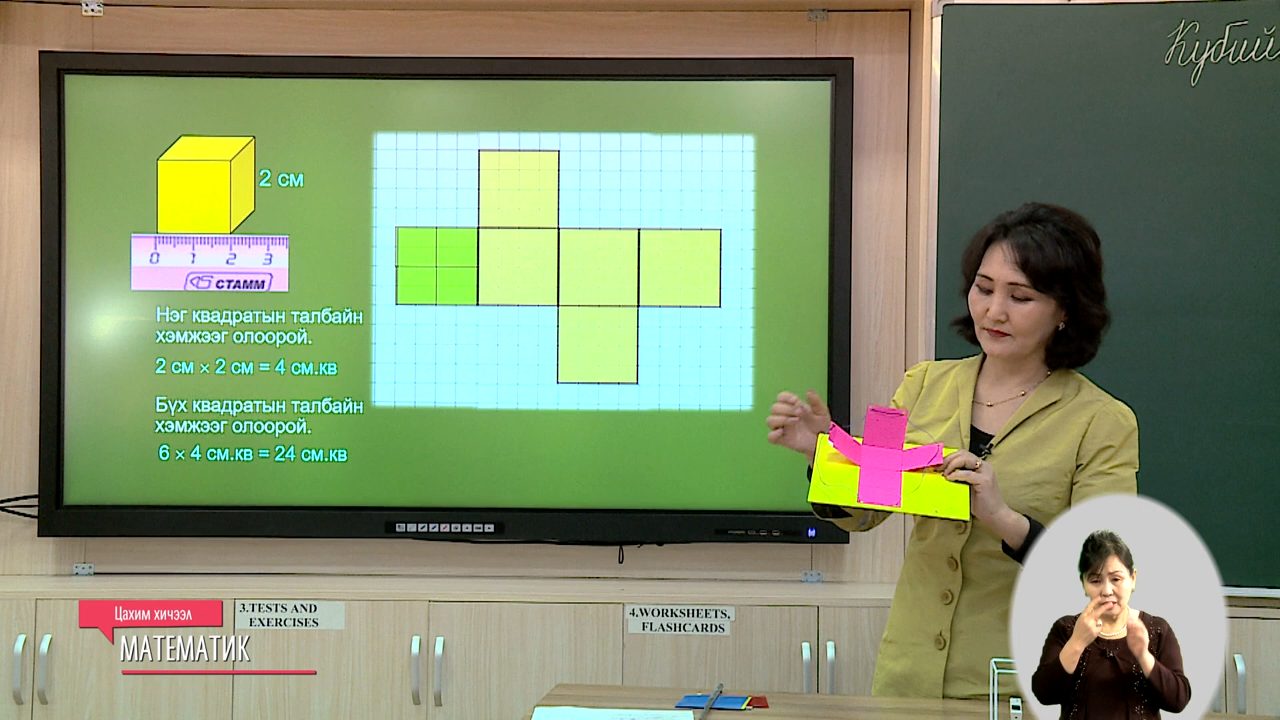 Кубий
2 см
0 1 2 3
СТАММ
Нэг квадратын талбайн
хэмжээг олоорой.
2 см × 2 см = 4 см.кв
Бүх квадратын талбайн
хэмжээг олоорой.
6 × 4 см.кв = 24 см.кв
Цахим хичээл
МАТЕМАТИК
3.TESTS AND
EXERCISES
4.WORKSHEETS,
FLASHCARDS